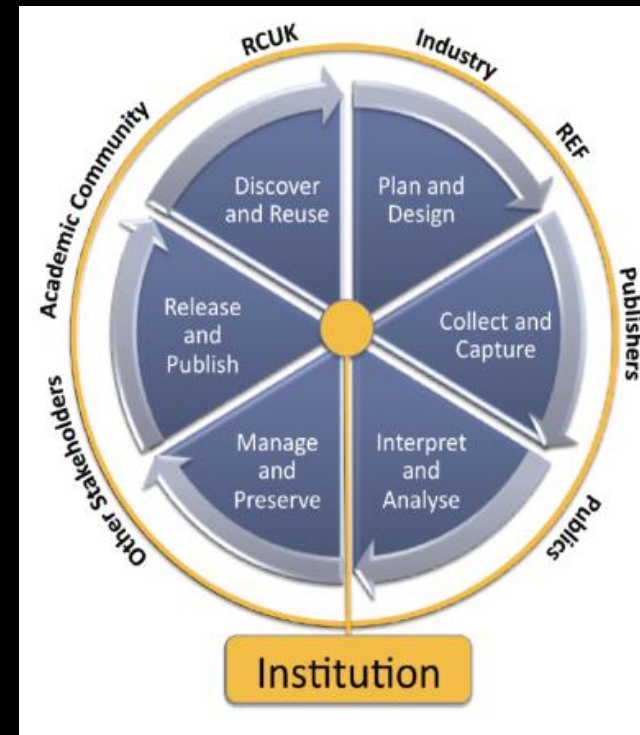 RCUK
Industry
REF
Publishers
Publics
Other Stakeholders
Academic Community
Discover
and Reuse
Plan and
Design
Collect and
Capture
Interpret
and
Analyse
Manage
and
Preserve
Release
and
Publish
Institution